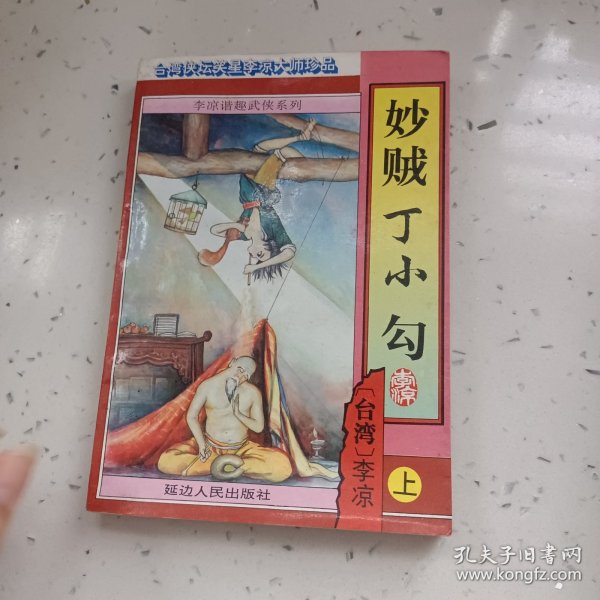 台湾侠坛笑星李凉大师珍品
李凉谐趣武侠系列
妙贼丁小勾
李凉
〔台湾〕李凉
上
延边人民出版社
孔夫子旧书网
www.kongfz.com